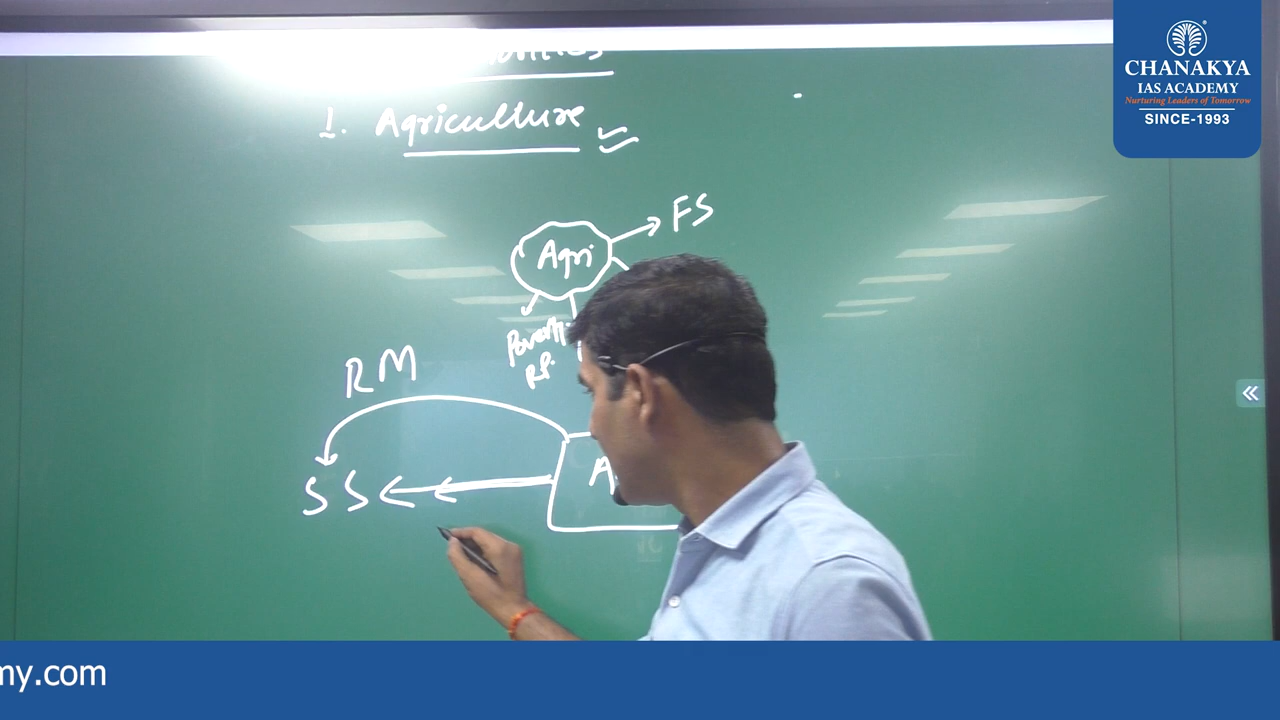 CHANAKYA
IAS ACADEMY
Nurturing Leaders of Tomorrow
SINCE-1993
1. Agriculture
FS
Agri
RM
SS
my.com